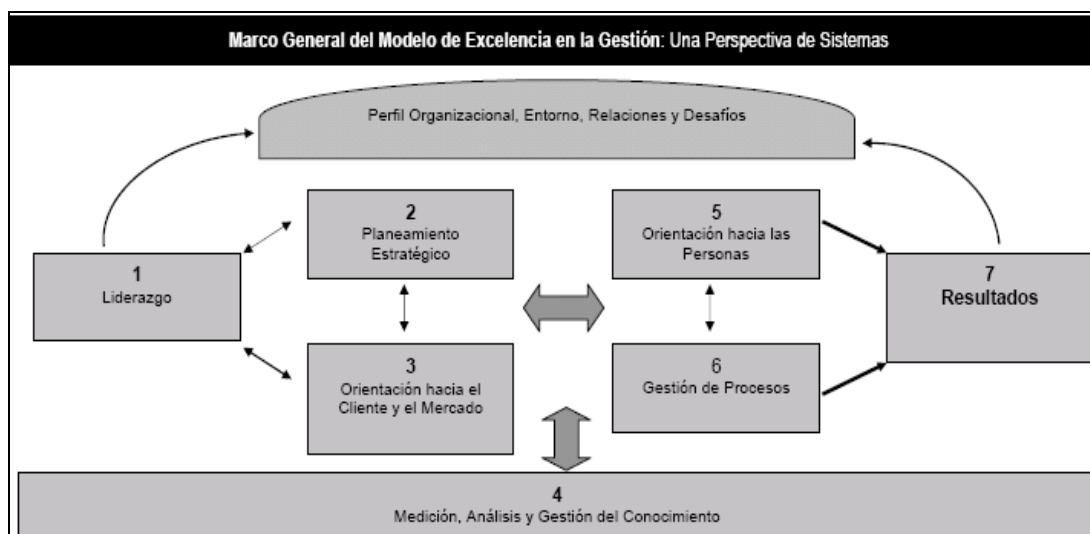 Marco General del Modelo de Excelencia en la Gestión: Una Perspectiva de Sistemas
Perfil Organizacional, Entorno, Relaciones y Desafíos
1
Liderazgo
2
Planeamiento
Estratégico
3
Orientación hacia el
Cliente y el Mercado
5
Orientación hacia las
Personas
6
Gestión de Procesos
7
Resultados
4
Medición, Análisis y Gestión del Conocimiento